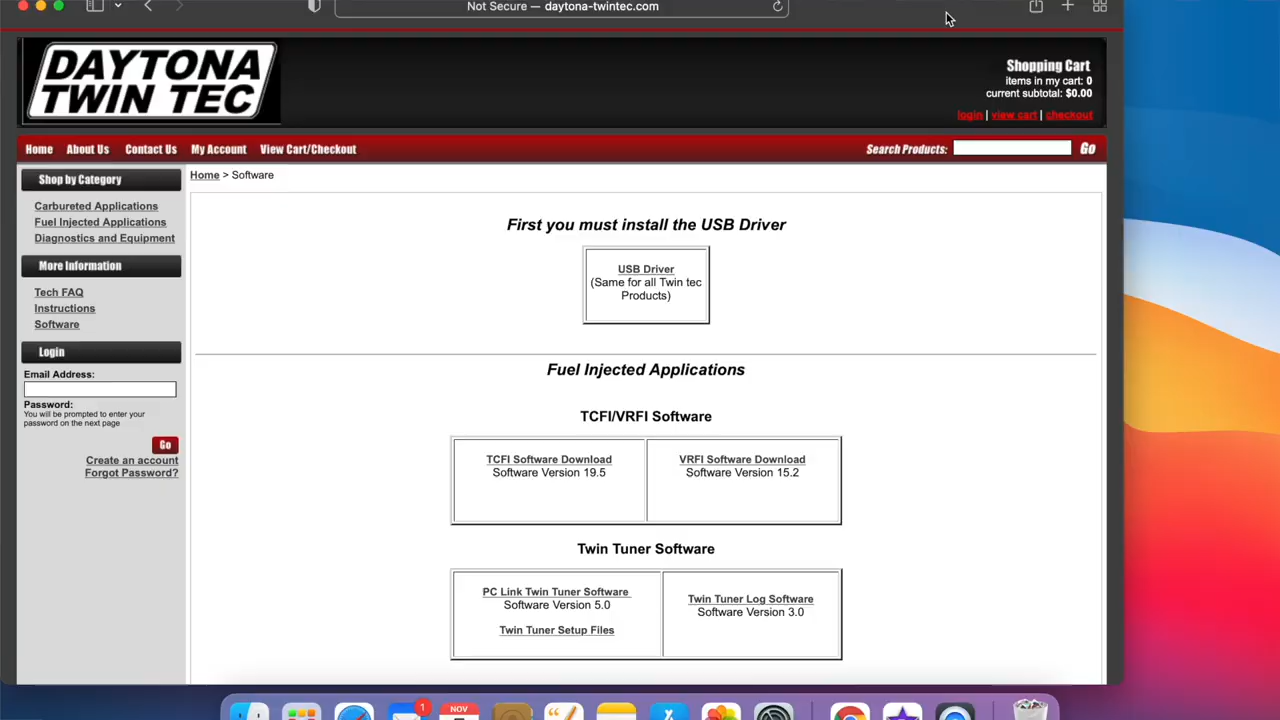 Not Secure — daytona-twintec.com
DAYTONA
TWIN TEC
Shopping Cart
items in my cart: 0
current subtotal: $0.00
login | view cart | checkout
Home About Us Contact Us My Account View Cart/Checkout
Search Products: Go
Shop by Category
Carbureted Applications
Fuel Injected Applications
Diagnostics and Equipment
More Information
Tech FAQ
Instructions
Software
Login
Email Address:
Password:
You will be prompted to enter your
password on the next page
Go
Create an account
Forgot Password?
Home > Software
First you must install the USB Driver
USB Driver
(Same for all Twin tec
Products)
Fuel Injected Applications
TCFI/VRFI Software
TCFI Software Download
Software Version 19.5
VRFI Software Download
Software Version 15.2
Twin Tuner Software
PC Link Twin Tuner Software
Software Version 5.0
Twin Tuner Setup Files
Twin Tuner Log Software
Software Version 3.0
1
NOV